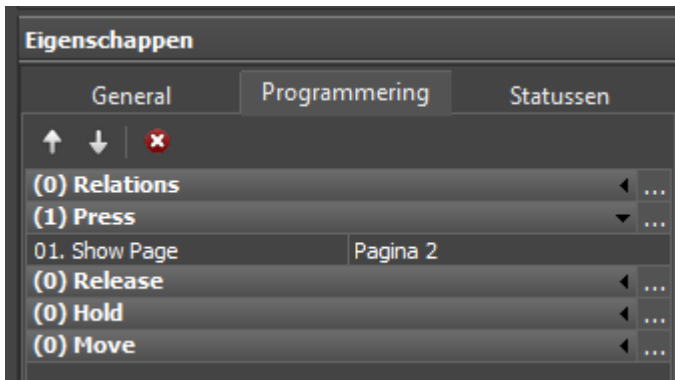 Eigenschappen
General Programmering Statussen
(0) Relations ...
(1) Press ...
01. Show Page Pagina 2
(0) Release ...
(0) Hold ...
(0) Move ...